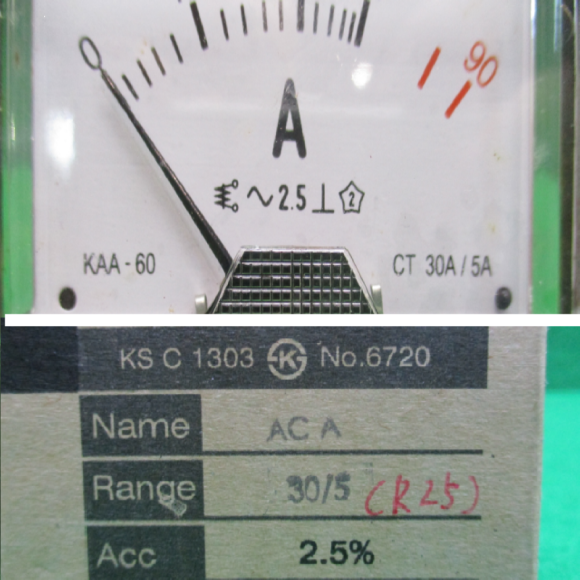 0
90
A
2.5 2
KAA - 60 CT 30A / 5A
KS C 1303 K No.6720
Name AC A
Range 30/5 (R25)
Acc 2.5%